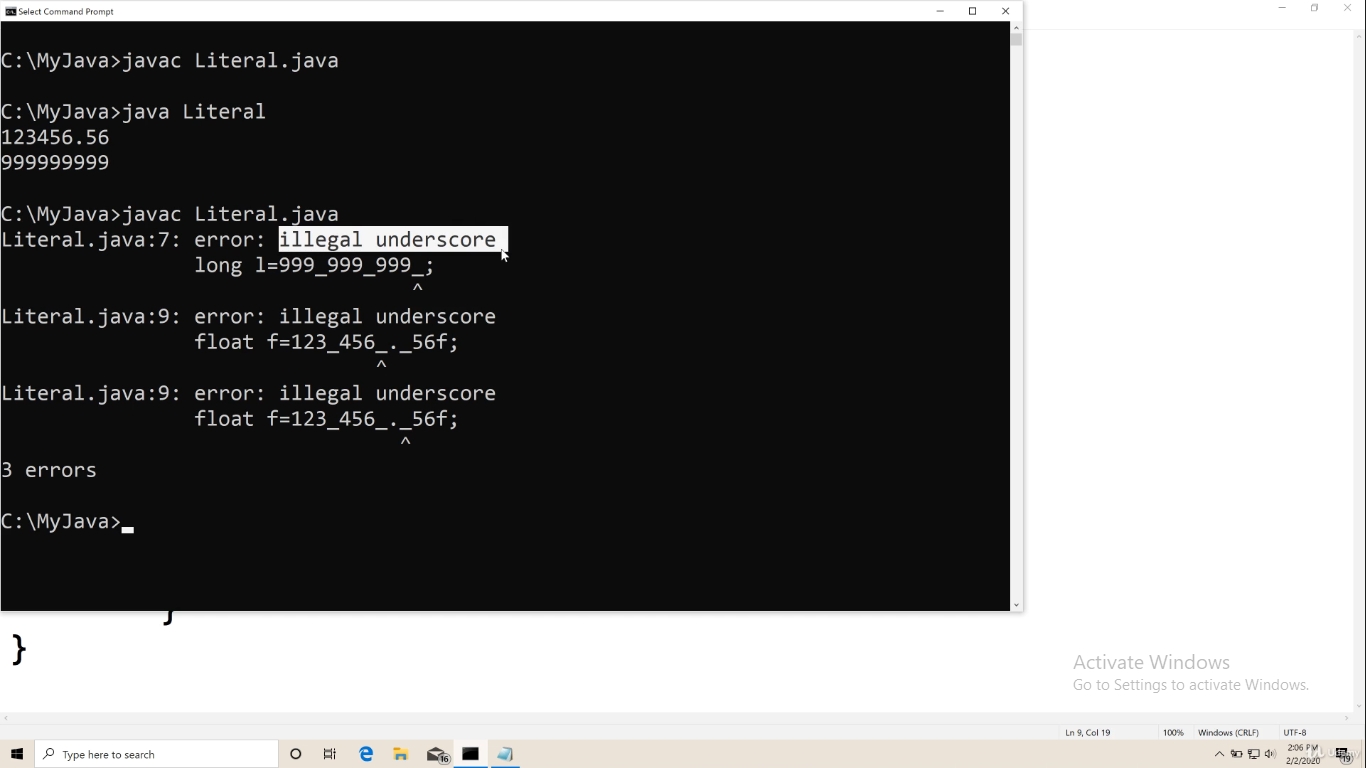 Select Command Prompt
C:\MyJava>javac Literal.java
C:\MyJava>java Literal
123456.56
999999999
C:\MyJava>javac Literal.java
Literal.java:7: error: illegal underscore
long l=999_999_999_;
^
Literal.java:9: error: illegal underscore
float f=123_456_._56f;
^
Literal.java:9: error: illegal underscore
float f=123_456_._56f;
^
3 errors
C:\MyJava>
}
}
Activate Windows
Go to Settings to activate Windows.
Ln 9, Col 19 100% Windows (CRLF) UTF-8
Type here to search
16
2:06 PM
2/2/2020
19